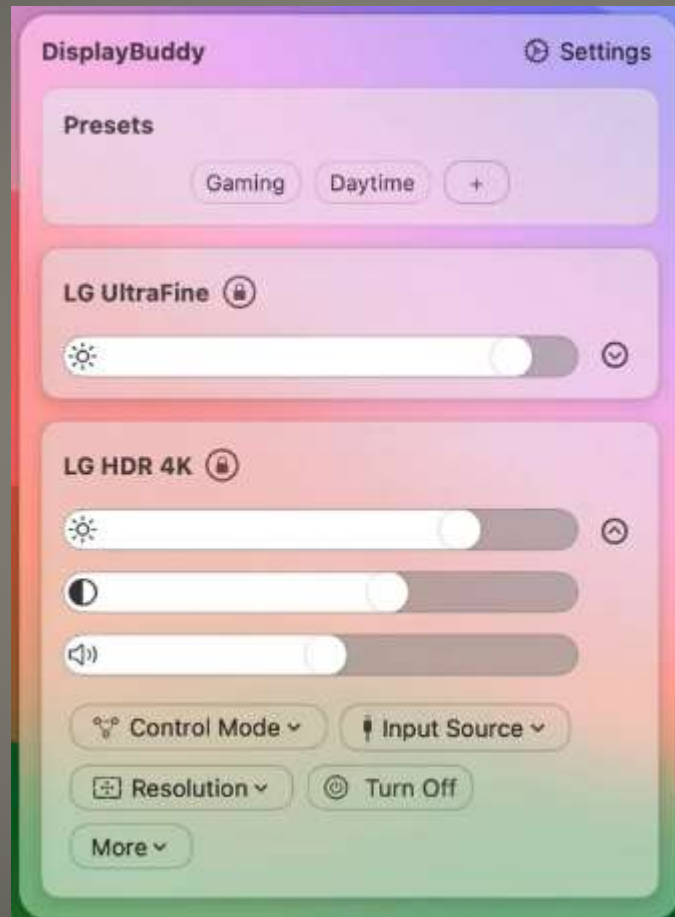 DisplayBuddy Settings
Presets
Gaming Daytime +
LG UltraFine
LG HDR 4K
Control Mode Input Source
Resolution Turn Off
More